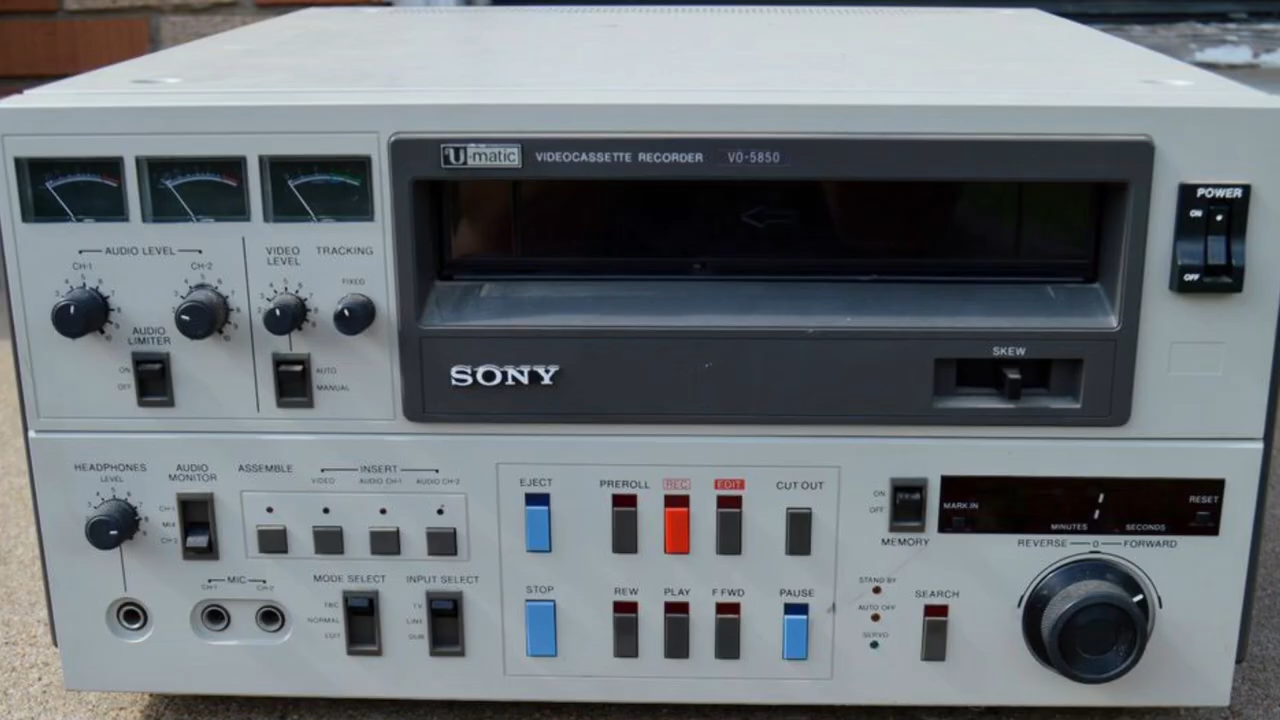 U-matic VIDEOCASSETTE RECORDER VO-5850
POWER
ON
OFF
AUDIO LEVEL
CH-1
CH-2
VIDEO
LEVEL
TRACKING
FIXED
AUDIO
LIMITER
ON
OFF
AUTO
MANUAL
SONY
SKEW
HEADPHONES
LEVEL
AUDIO
MONITOR
CH-1
MIX
CH-2
ASSEMBLE
INSERT
VIDEO AUDIO CH-1 AUDIO CH-2
MIC
CH-1 CH-2
MODE SELECT
TBC
NORMAL
EDIT
INPUT SELECT
TV
LINE
DUB
EJECT
PREROLL REC EDIT CUT OUT
STOP
REW PLAY F FWD PAUSE
ON
OFF
MEMORY
MARK IN
RESET
MINUTES SECONDS
REVERSE 0 FORWARD
STAND BY
AUTO OFF
SERVO
SEARCH